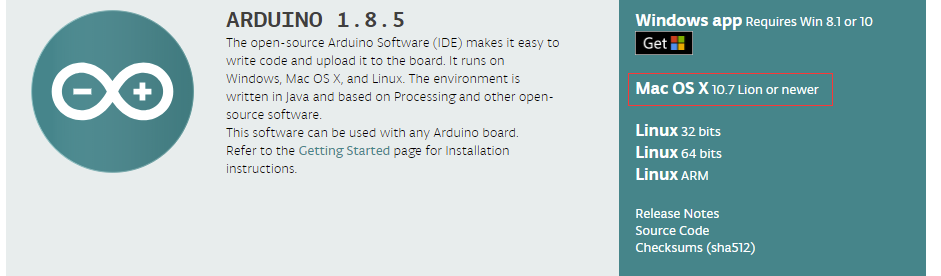 ARDUINO 1.8.5
The open-source Arduino Software (IDE) makes it easy to
write code and upload it to the board. It runs on
Windows, Mac OS X, and Linux. The environment is
written in Java and based on Processing and other open-
source software.
This software can be used with any Arduino board.
Refer to the Getting Started page for Installation
instructions.
Windows app Requires Win 8.1 or 10
Get
Mac OS X 10.7 Lion or newer
Linux 32 bits
Linux 64 bits
Linux ARM
Release Notes
Source Code
Checksums (sha512)